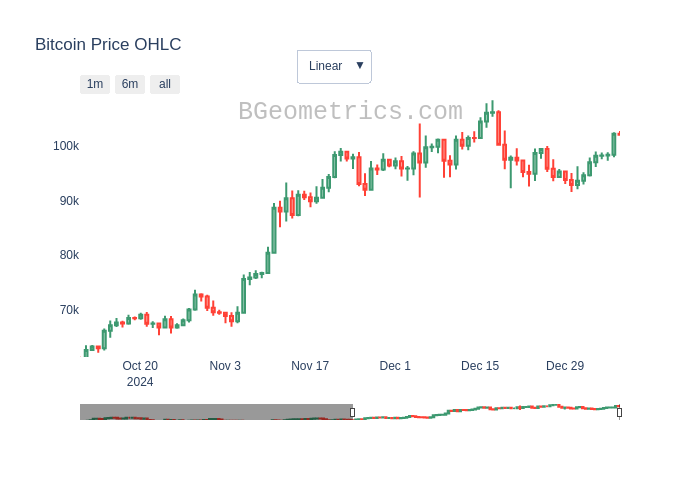 Bitcoin Price OHLC
Linear ▼
1m 6m all
BGeometrics.com
100k
90k
80k
70k
Oct 20 Nov 3 Nov 17 Dec 1 Dec 15 Dec 29
2024